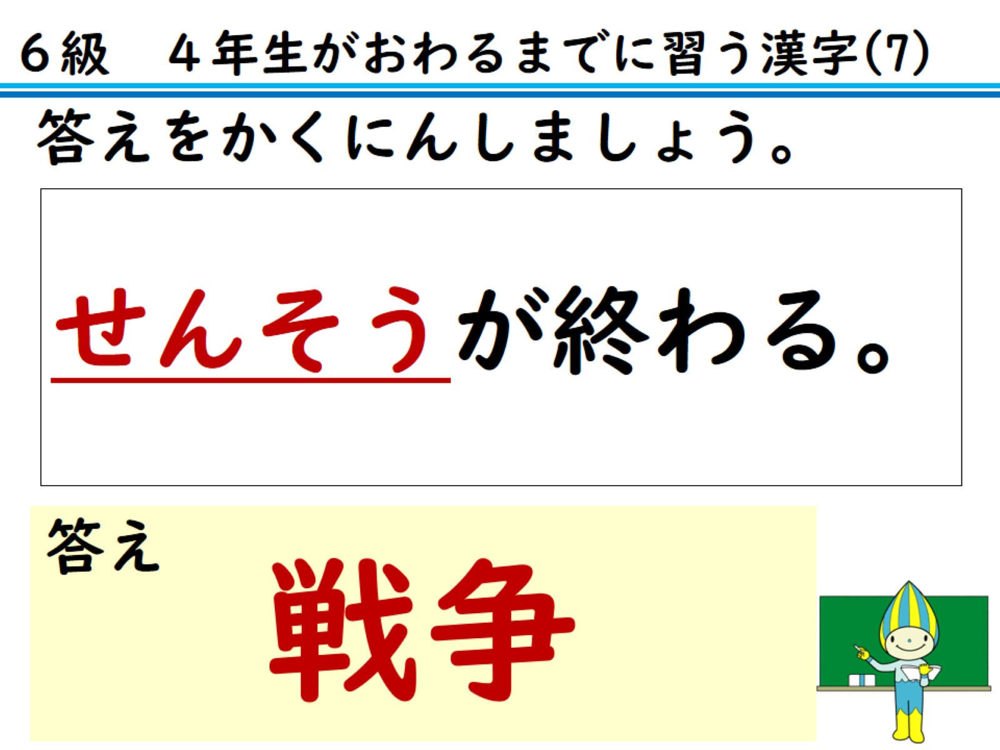 ６級　４年生がおわるまでに習う漢字(7)
答えをかくにんしましょう。
せんそうが終わる。
答え
戦争